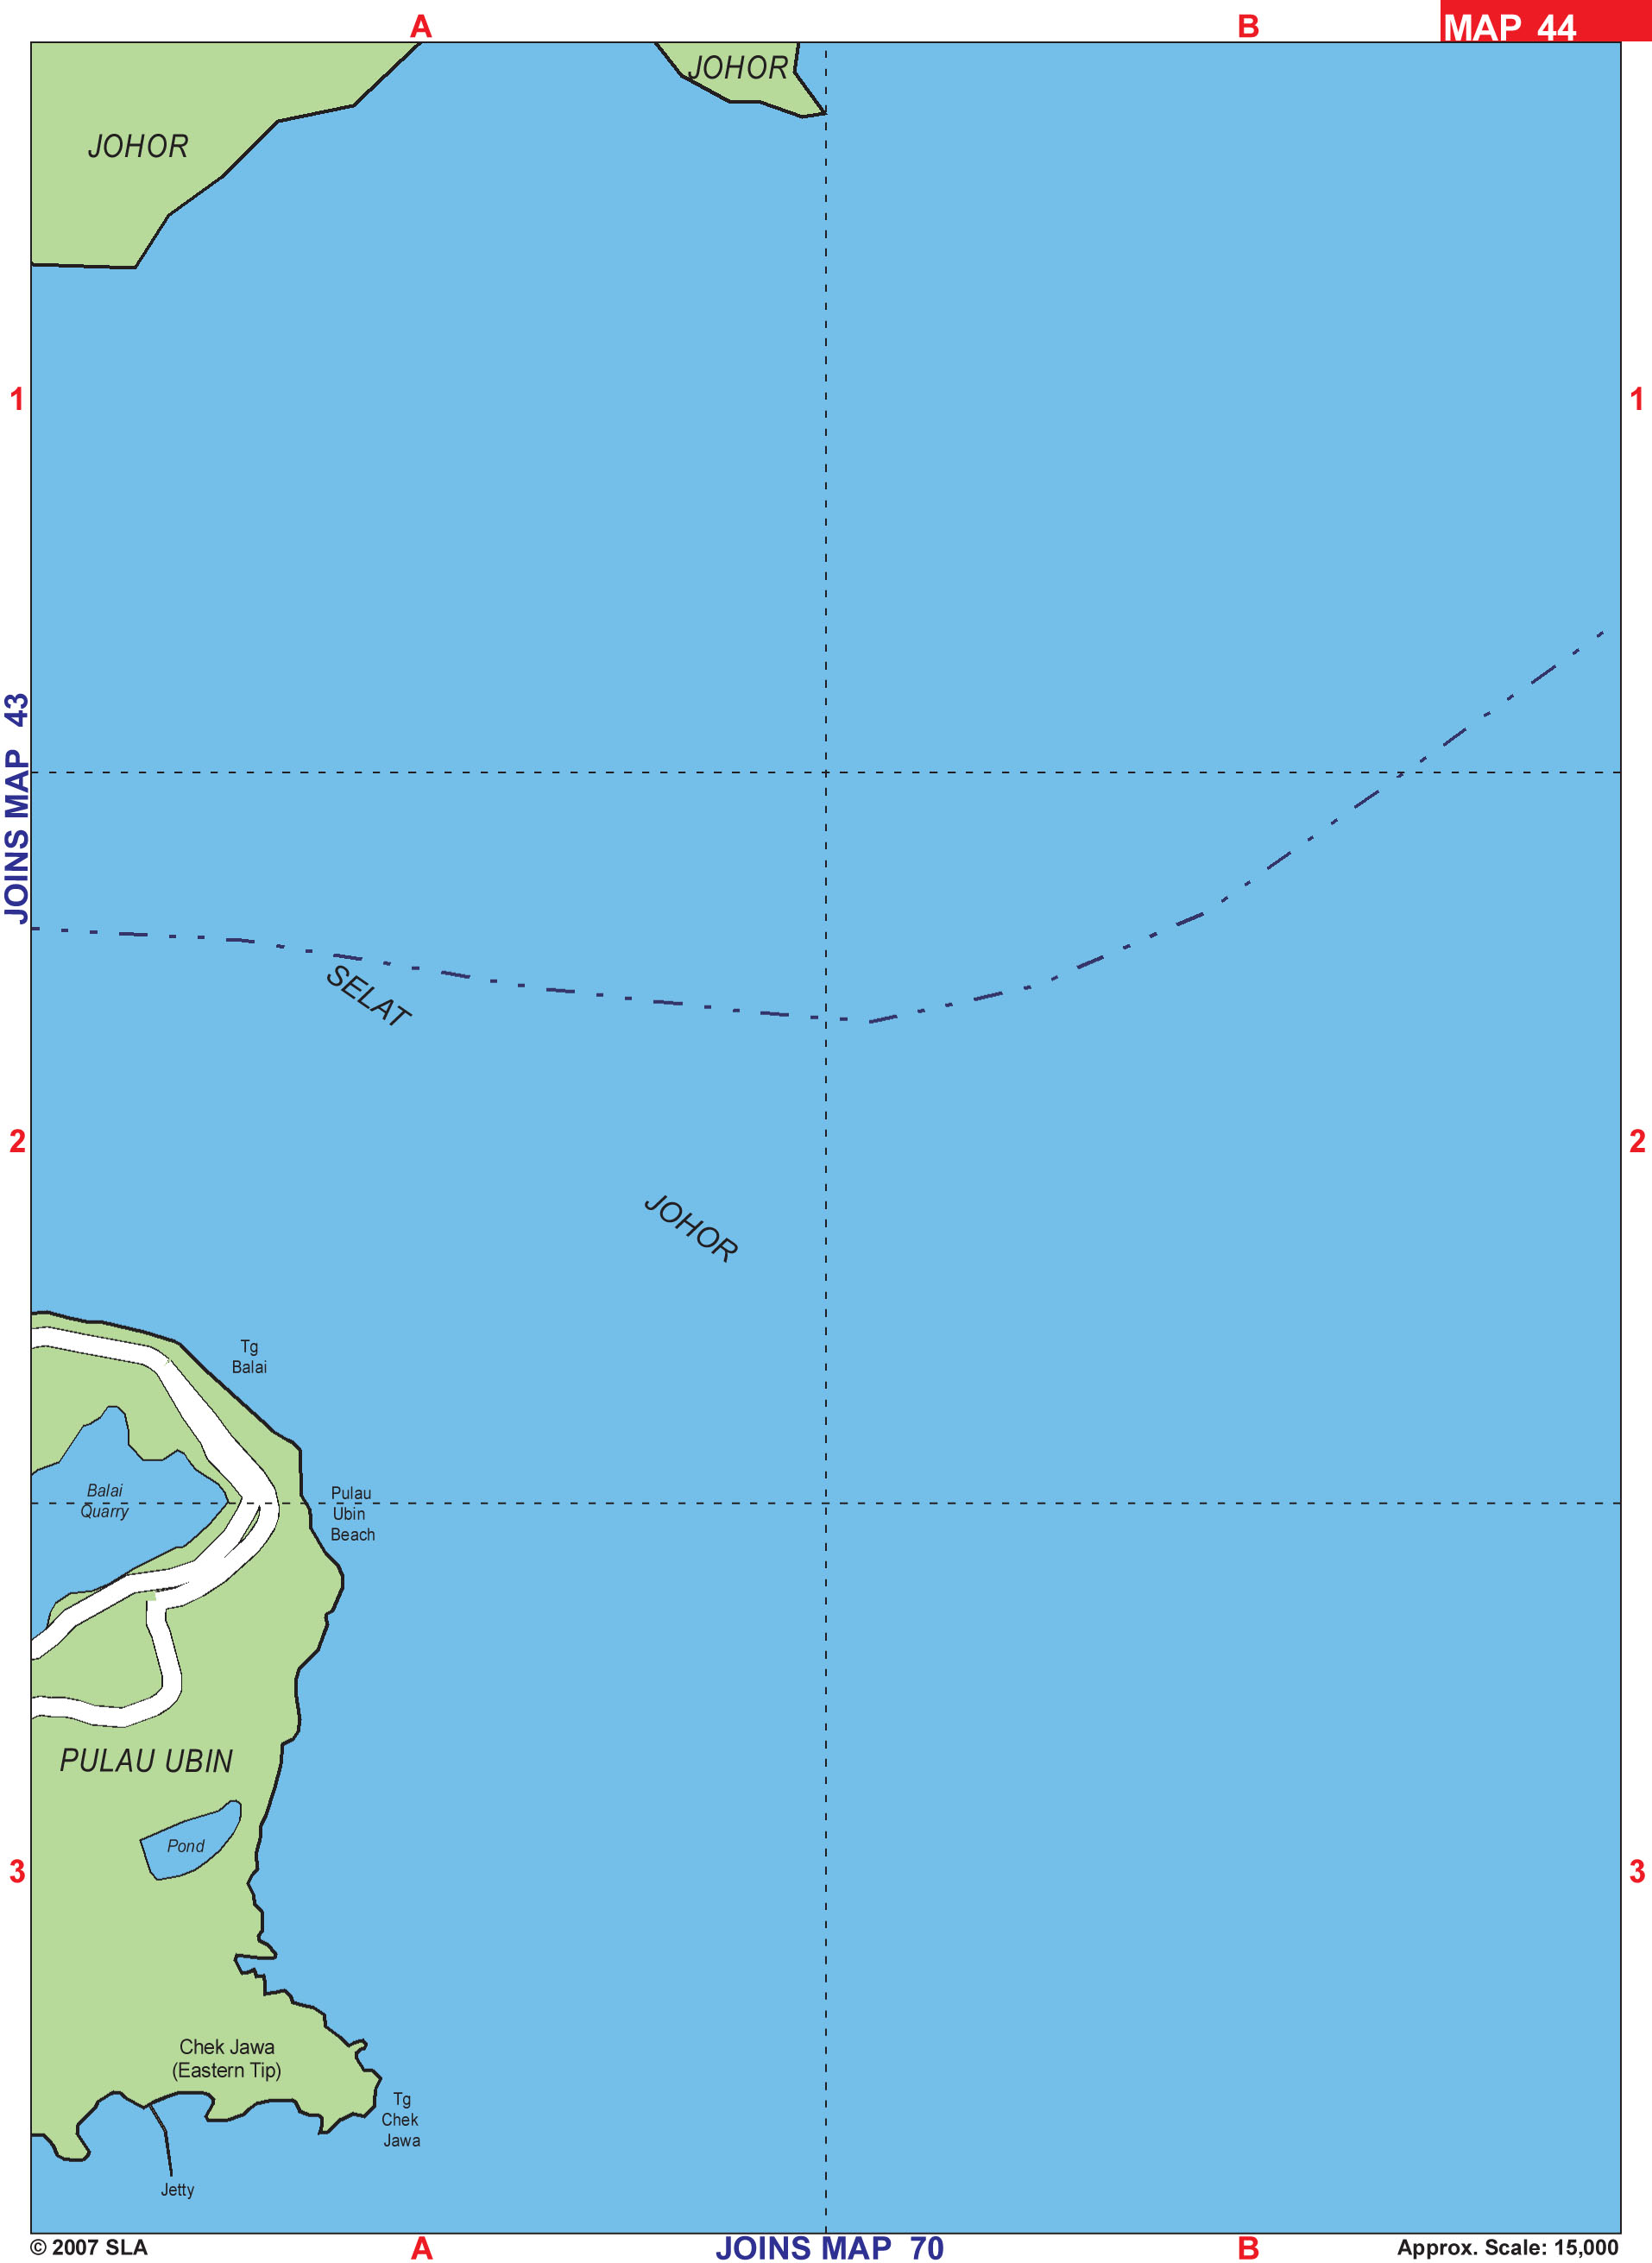 A
B
MAP 44
JOHOR
JOHOR
1
1
JOINS MAP 43
SELAT
2
2
JOHOR
Tg
Balai
Balai
Quarry
Pulau
Ubin
Beach
PULAU UBIN
Pond
3
3
Chek Jawa
(Eastern Tip)
Tg
Chek
Jawa
Jetty
© 2007 SLA
A
JOINS MAP 70
B
Approx. Scale: 15,000